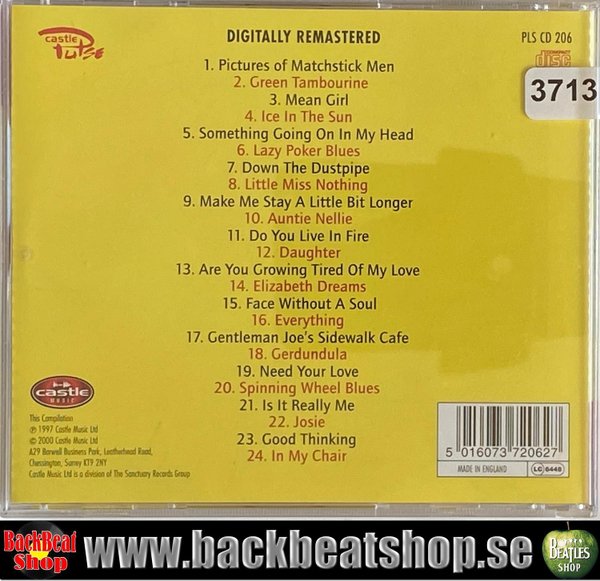 castle
Pulse
DIGITALLY REMASTERED
PLS CD 206
COMPACT
disc
3713
1. Pictures of Matchstick Men
2. Green Tambourine
3. Mean Girl
4. Ice In The Sun
5. Something Going On In My Head
6. Lazy Poker Blues
7. Down The Dustpipe
8. Little Miss Nothing
9. Make Me Stay A Little Bit Longer
10. Auntie Nellie
11. Do You Live In Fire
12. Daughter
13. Are You Growing Tired Of My Love
14. Elizabeth Dreams
15. Face Without A Soul
16. Everything
17. Gentleman Joe's Sidewalk Cafe
18. Gerdundula
19. Need Your Love
20. Spinning Wheel Blues
21. Is It Really Me
22. Josie
23. Good Thinking
24. In My Chair
castle
MUSIC
This Compilation
℗ 1997 Castle Music Ltd
© 2000 Castle Music Ltd
A29 Barwell Business Park, Leatherhead Road,
Chessington, Surrey KT9 2NY
Castle Music Ltd is a division of The Sanctuary Records Group
5 016073 720627
MADE IN ENGLAND
LC 6448
BackBeat
Shop
www.backbeatshop.se
BEATLES
SHOP